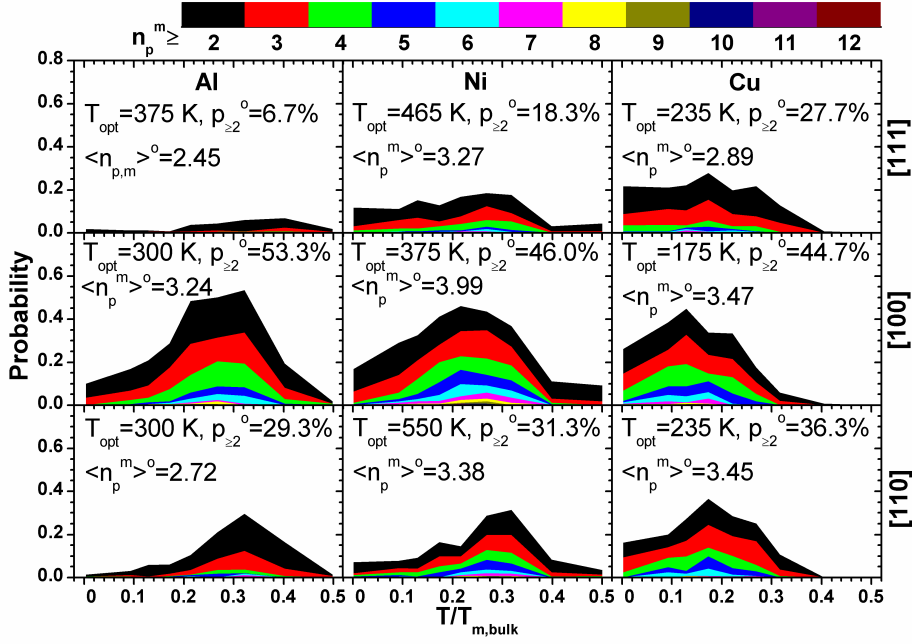 n_p^m≥ 2 3 4 5 6 7 8 9 10 11 12
Al Ni Cu
T_opt=375 K, p_≥2^o=6.7%
<n_p,m>^o=2.45
T_opt=465 K, p_≥2^o=18.3%
<n_p^m>^o=3.27
T_opt=235 K, p_≥2^o=27.7%
<n_p^m>^o=2.89
[111]
T_opt=300 K, p_≥2^o=53.3%
<n_p^m>^o=3.24
T_opt=375 K, p_≥2^o=46.0%
<n_p^m>^o=3.99
T_opt=175 K, p_≥2^o=44.7%
<n_p^m>^o=3.47
[100]
T_opt=300 K, p_≥2^o=29.3%
<n_p^m>^o=2.72
T_opt=550 K, p_≥2^o=31.3%
<n_p^m>^o=3.38
T_opt=235 K, p_≥2^o=36.3%
<n_p^m>^o=3.45
[110]
Probability
0.8
0.6
0.4
0.2
0.0
0.6
0.4
0.2
0.0
0.6
0.4
0.2
0.0
0 0.1 0.2 0.3 0.4 0.5 0 0.1 0.2 0.3 0.4 0.5 0 0.1 0.2 0.3 0.4 0.5
T/T_m,bulk